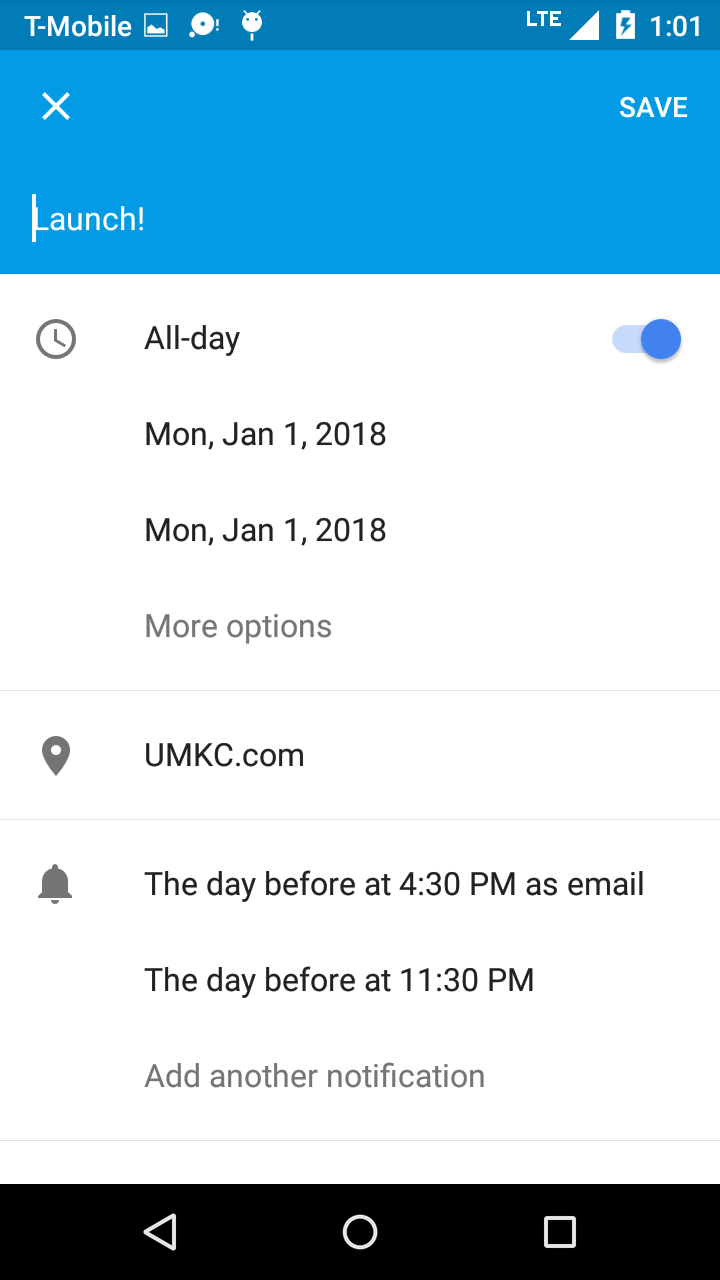 T-Mobile LTE 1:01
SAVE
Launch!
All-day
Mon, Jan 1, 2018
Mon, Jan 1, 2018
More options
UMKC.com
The day before at 4:30 PM as email
The day before at 11:30 PM
Add another notification